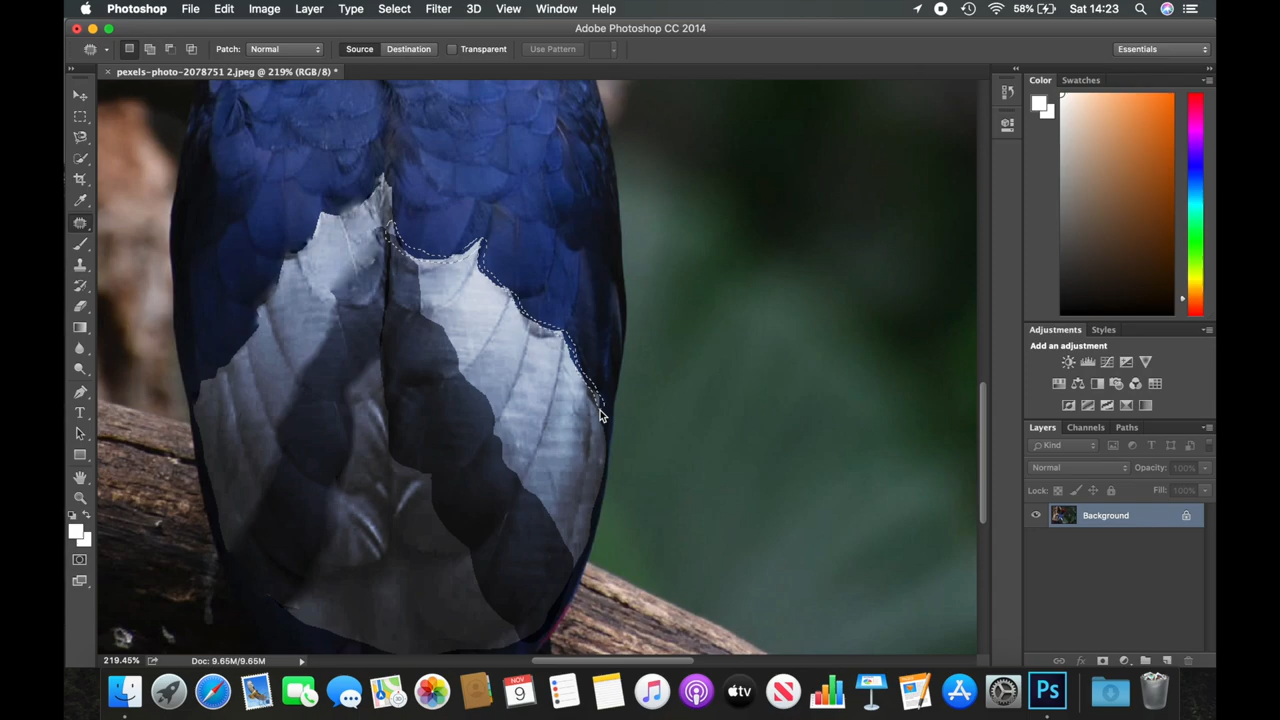 Photoshop File Edit Image Layer Type Select Filter 3D View Window Help 58% Sat 14:23
Adobe Photoshop CC 2014
Patch: Normal Source Destination Transparent Use Pattern Essentials
× pexels-photo-2078751 2.jpeg @ 219% (RGB/8) *
Color Swatches
Adjustments Styles
Add an adjustment
Layers Channels Paths
Kind
Normal Opacity: 100%
Lock: Fill: 100%
Background
219.45% Doc: 9.65M/9.65M
NOV
9
tv
Ps